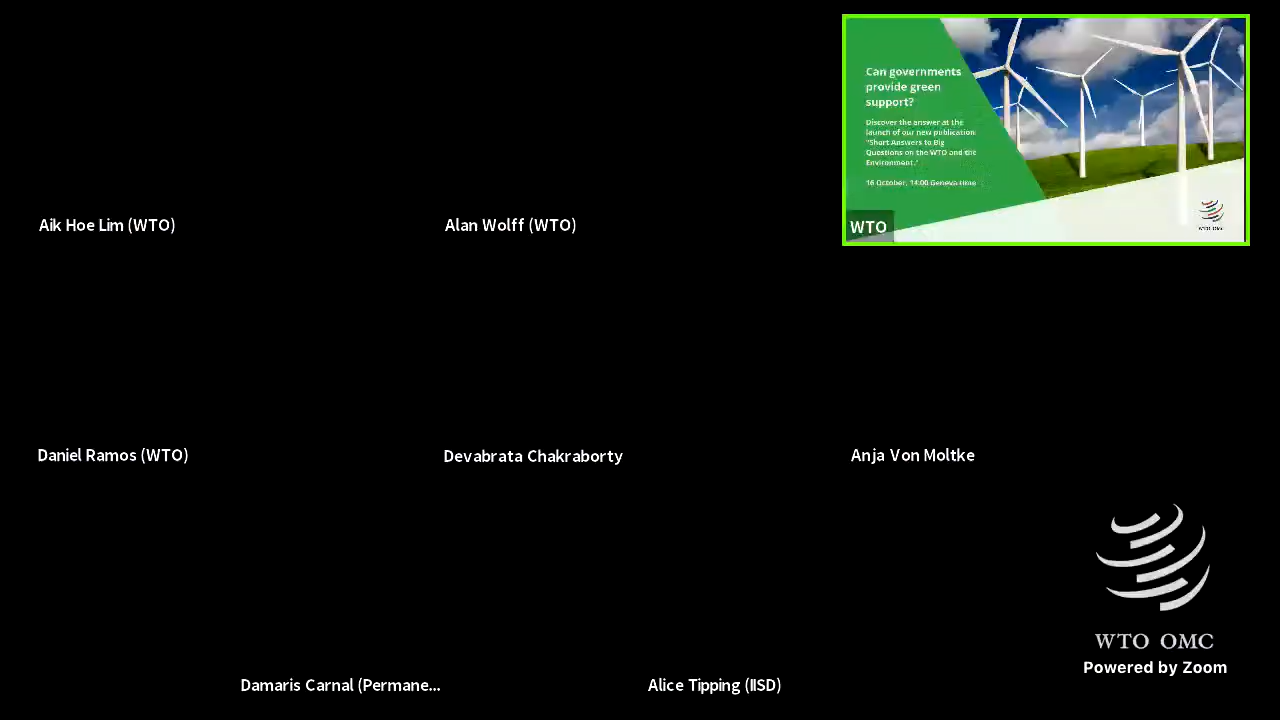 Can governments
provide green
support?
Discover the answer at the
launch of our new publication
"Short Answers to Big
Questions on the WTO and the
Environment."
16 October, 14:00 Geneva time
WTO OMC
WTO
Aik Hoe Lim (WTO)
Alan Wolff (WTO)
Daniel Ramos (WTO)
Devabrata Chakraborty
Anja Von Moltke
Damaris Carnal (Permane...
Alice Tipping (IISD)
WTO OMC
Powered by Zoom